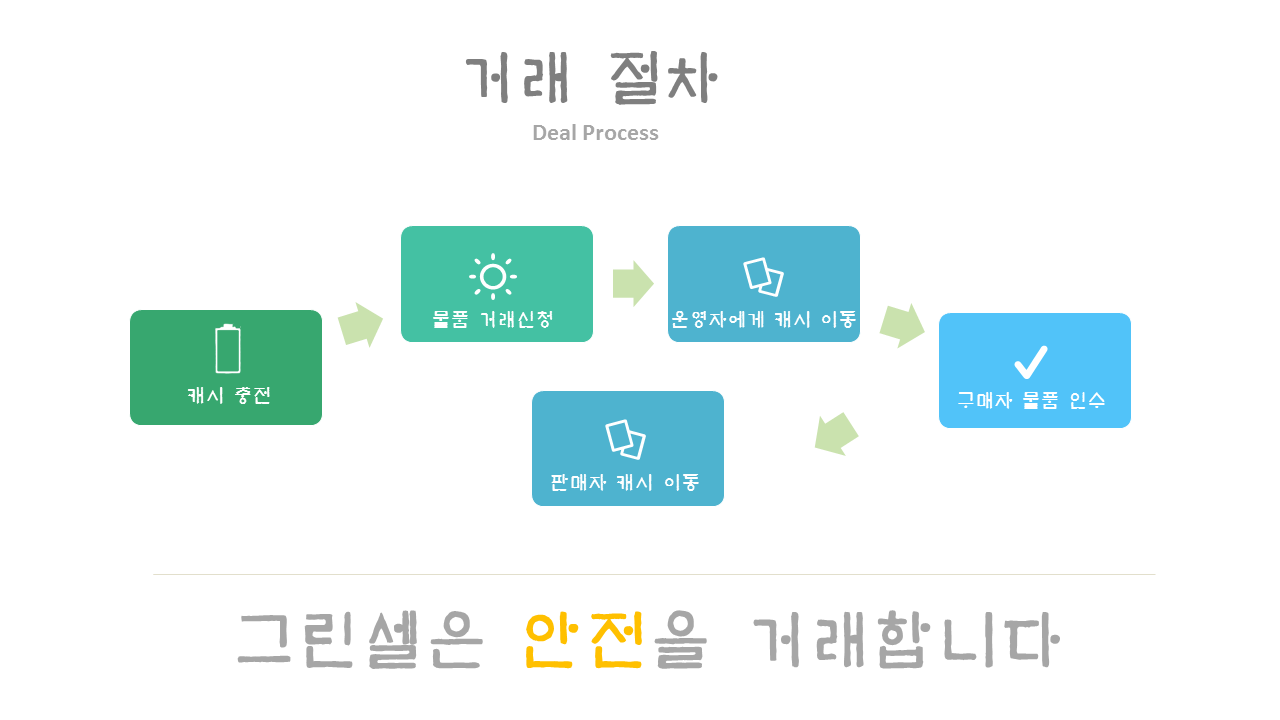 거래 절차
Deal Process
캐시 충전
물품 거래신청
운영자에게 캐시 이동
구매자 물품 인수
판매자 캐시 이동
그린셀은 안전을 거래합니다